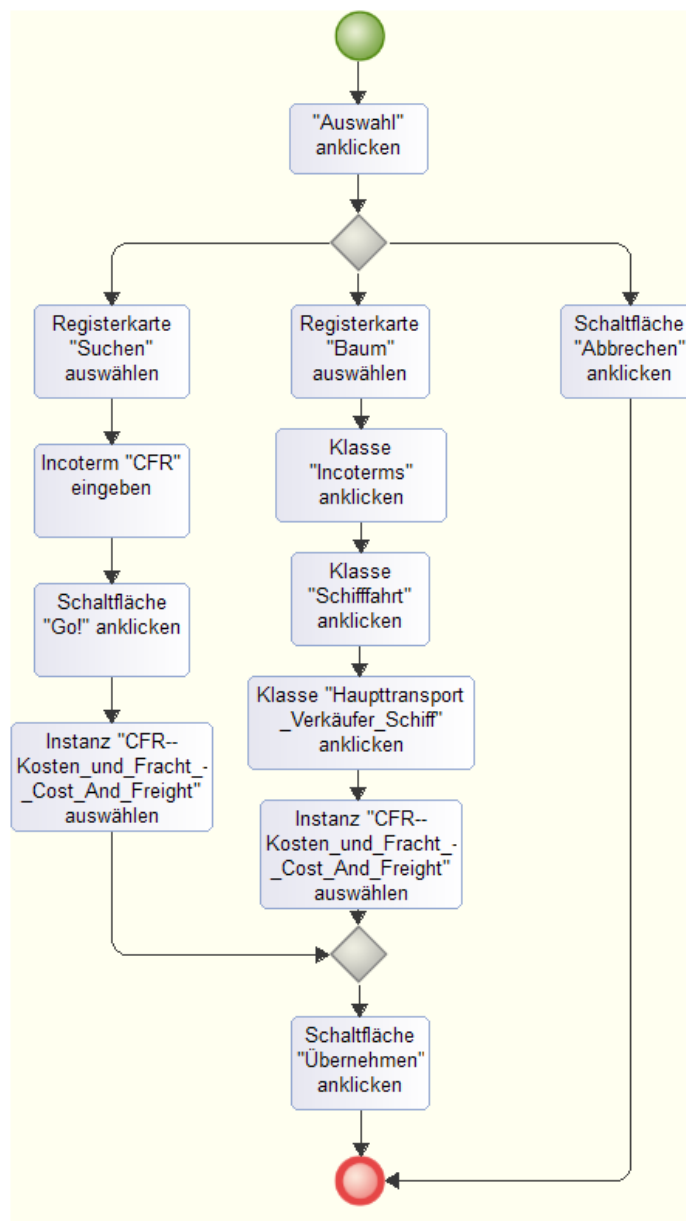 "Auswahl"
anklicken
Registerkarte
"Suchen"
auswählen
Registerkarte
"Baum"
auswählen
Schaltfläche
"Abbrechen"
anklicken
Incoterm "CFR"
eingeben
Klasse
"Incoterms"
anklicken
Schaltfläche
"Go!" anklicken
Klasse
"Schifffahrt"
anklicken
Klasse "Haupttransport
_Verkäufer_Schiff"
anklicken
Instanz "CFR--
Kosten_und_Fracht_-
_Cost_And_Freight"
auswählen
Instanz "CFR--
Kosten_und_Fracht_-
_Cost_And_Freight"
auswählen
Schaltfläche
"Übernehmen"
anklicken